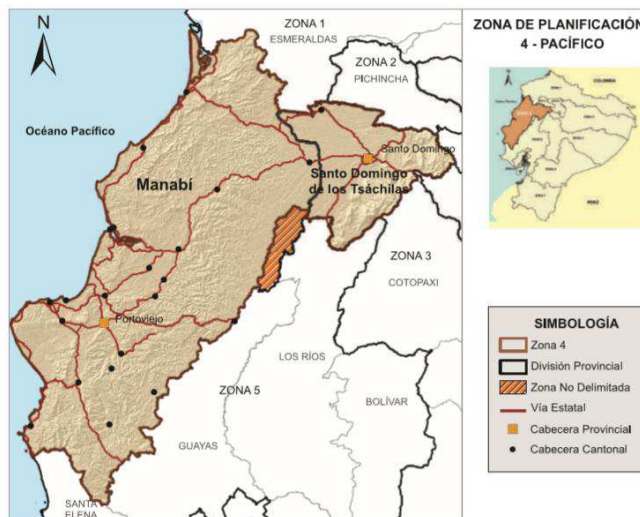 N
ZONA 1
ESMERALDAS
ZONA 2
PICHINCHA
Océano Pacífico
Santo Domingo
Manabí
Santo Domingo
de los Tsáchilas
ZONA 3
COTOPAXI
Portoviejo
LOS RÍOS
ZONA 5
BOLÍVAR
GUAYAS
SANTA
ELENA
ZONA DE PLANIFICACIÓN
4 - PACÍFICO
COLOMBIA
PERÚ
SIMBOLOGÍA
Zona 4
División Provincial
Zona No Delimitada
Vía Estatal
Cabecera Provincial
Cabecera Cantonal